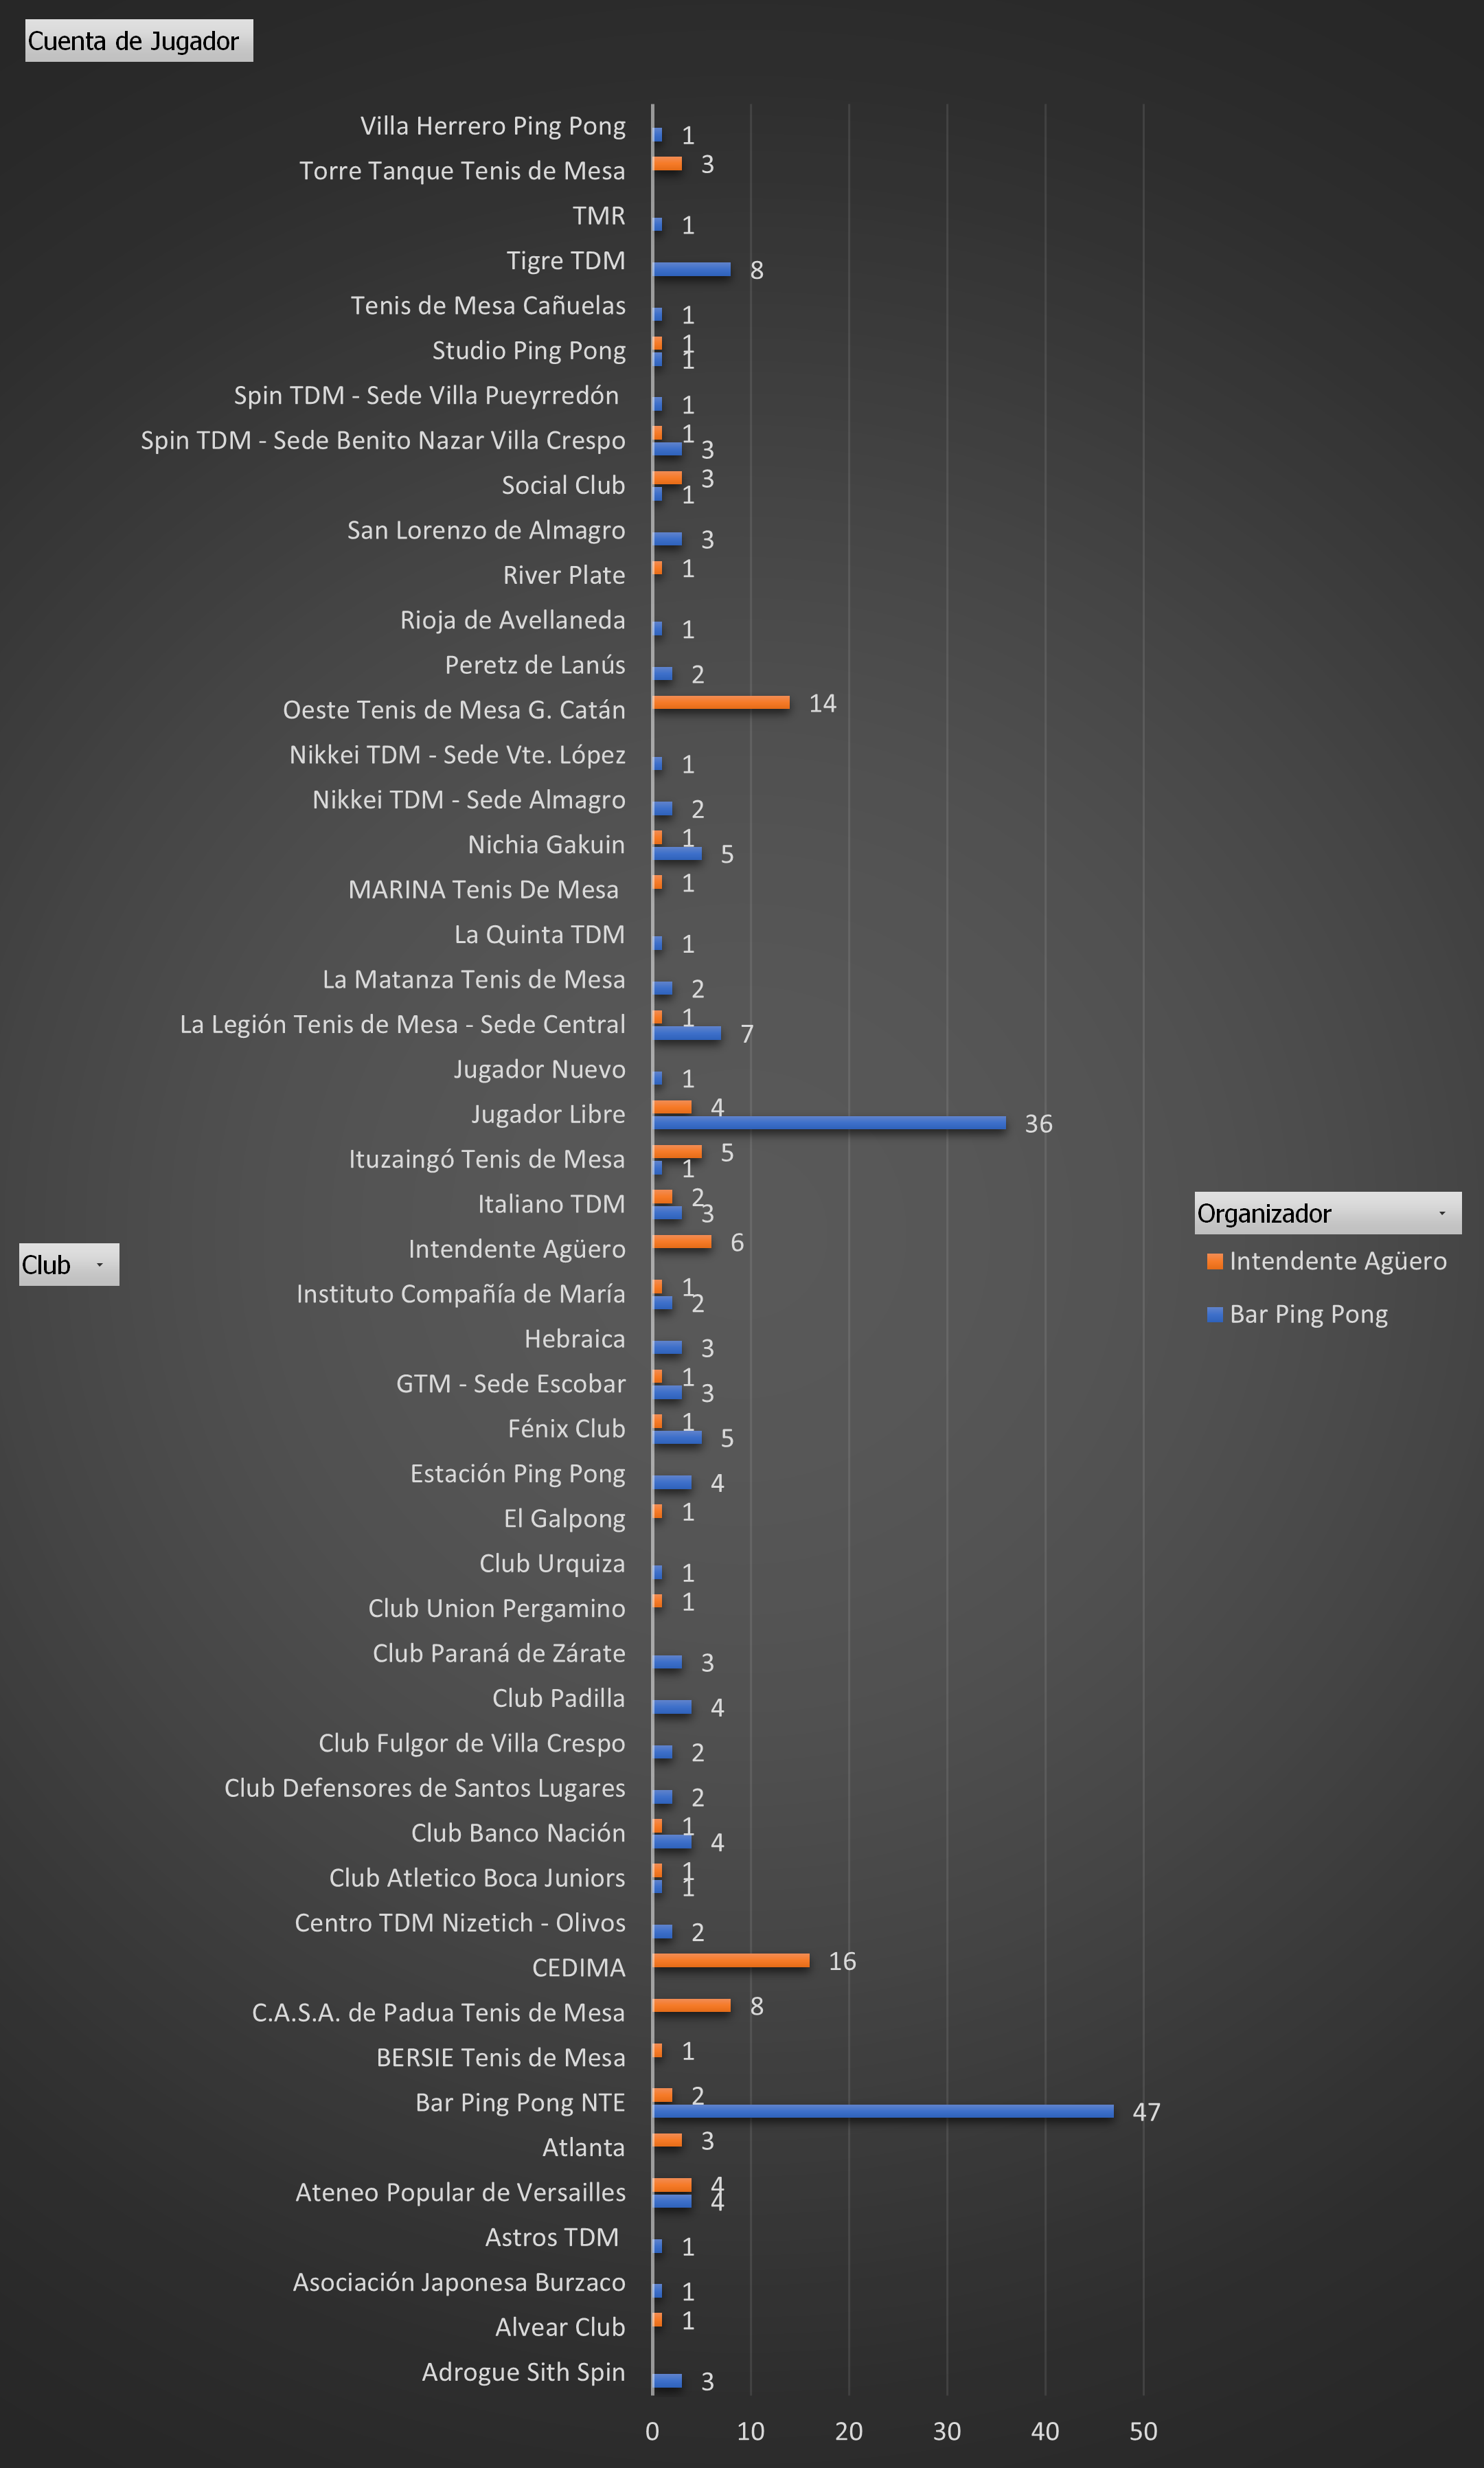 Cuenta de Jugador
Villa Herrero Ping Pong 1
Torre Tanque Tenis de Mesa 3
TMR 1
Tigre TDM 8
Tenis de Mesa Cañuelas 1
Studio Ping Pong 1 1
Spin TDM - Sede Villa Pueyrredón 1
Spin TDM - Sede Benito Nazar Villa Crespo 1 3
Social Club 3 1
San Lorenzo de Almagro 3
River Plate 1
Rioja de Avellaneda 1
Peretz de Lanús 2
Oeste Tenis de Mesa G. Catán 14
Nikkei TDM - Sede Vte. López 1
Nikkei TDM - Sede Almagro 2
Nichia Gakuin 1 5
MARINA Tenis De Mesa 1
La Quinta TDM 1
La Matanza Tenis de Mesa 2
La Legión Tenis de Mesa - Sede Central 1 7
Jugador Nuevo 1
Jugador Libre 4 36
Ituzaingó Tenis de Mesa 5 1
Italiano TDM 2 3
Intendente Agüero 6
Instituto Compañía de María 1 2
Hebraica 3
GTM - Sede Escobar 1 3
Fénix Club 1 5
Estación Ping Pong 4
El Galpong 1
Club Urquiza 1
Club Union Pergamino 1
Club Paraná de Zárate 3
Club Padilla 4
Club Fulgor de Villa Crespo 2
Club Defensores de Santos Lugares 2
Club Banco Nación 1 4
Club Atletico Boca Juniors 1 1
Centro TDM Nizetich - Olivos 2
CEDIMA 16
C.A.S.A. de Padua Tenis de Mesa 8
BERSIE Tenis de Mesa 1
Bar Ping Pong NTE 2 47
Atlanta 3
Ateneo Popular de Versailles 4 4
Astros TDM 1
Asociación Japonesa Burzaco 1
Alvear Club 1
Adrogue Sith Spin 3
0 10 20 30 40 50
Club
Organizador
Intendente Agüero
Bar Ping Pong